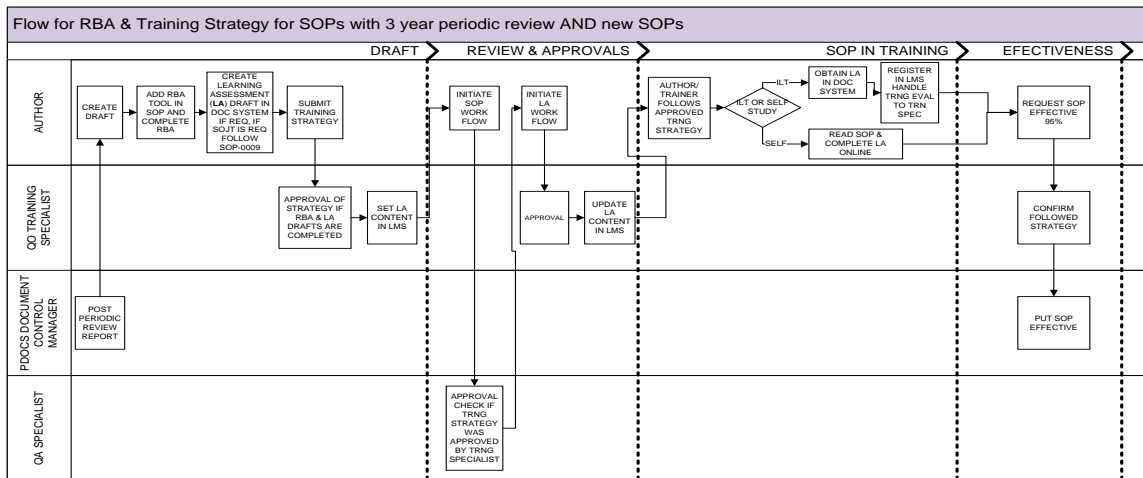 Flow for RBA & Training Strategy for SOPs with 3 year periodic review AND new SOPs
DRAFT
REVIEW & APPROVALS
SOP IN TRAINING
EFECTIVENESS
AUTHOR
CREATE
DRAFT
ADD RBA
TOOL IN
SOP AND
COMPLETE
RBA
CREATE
LEARNING
ASSESSMENT
(LA) DRAFT IN
DOC SYSTEM
IF REQ, IF
SOJT IS REQ
FOLLOW
SOP-0009
SUBMIT
TRAINING
STRATEGY
INITIATE
SOP
WORK
FLOW
INITIATE
LA
WORK
FLOW
AUTHOR/
TRAINER
FOLLOWS
APPROVED
TRNG
STRATEGY
ILT OR SELF
STUDY
ILT
SELF
OBTAIN LA
IN DOC
SYSTEM
REGISTER
IN LMS
HANDLE
TRNG EVAL
TO TRN
SPEC
READ SOP &
COMPLETE LA
ONLINE
REQUEST SOP
EFFECTIVE
95%
QO TRAINING
SPECIALIST
APPROVAL OF
STRATEGY IF
RBA & LA
DRAFTS ARE
COMPLETED
SET LA
CONTENT
IN LMS
APPROVAL
UPDATE
LA
CONTENT
IN LMS
CONFIRM
FOLLOWED
STRATEGY
PDOCS DOCUMENT
CONTROL
MANAGER
POST
PERIODIC
REVIEW
REPORT
PUT SOP
EFFECTIVE
QA SPECIALIST
APPROVAL
CHECK IF
TRNG
STRATEGY
WAS
APPROVED
BY TRNG
SPECIALIST